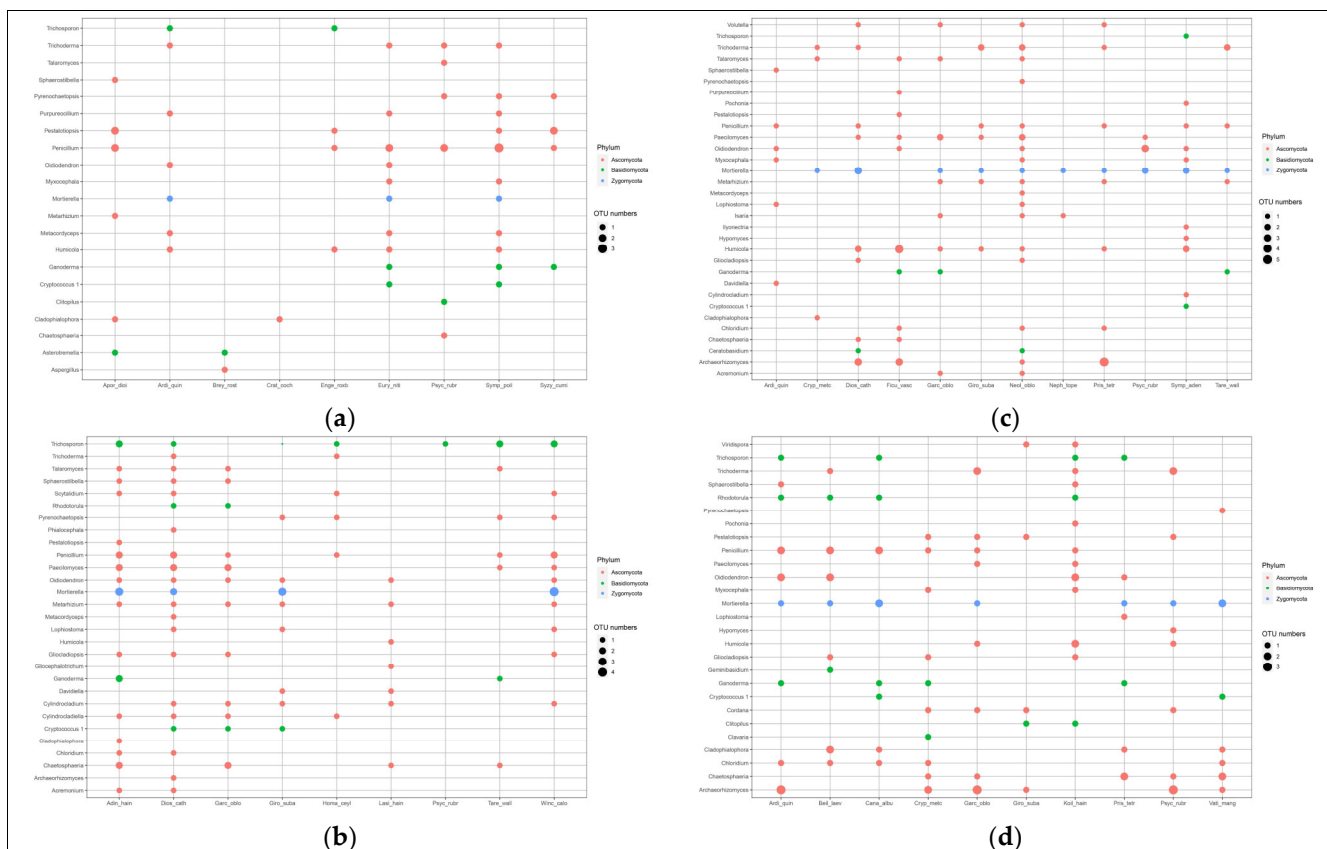 Trichosporon
Trichoderma
Talaromyces
Sphaerostilbella
Pyrenochaetopsis
Purpureocillium
Pestalotiopsis
Penicillium
Oidiodendron
Myxocephala
Mortierella
Metarhizium
Metacordyceps
Humicola
Ganoderma
Cryptococcus 1
Clitopilus
Cladophialophora
Chaetosphaeria
Asterotremella
Aspergillus
Apor_dioi
Ardi_quin
Brey_rost
Crat_coch
Enge_roxb
Eury_niti
Psyc_rubr
Symp_poil
Syzy_cumi
Phylum
Ascomycota
Basidiomycota
Zygomycota
OTU numbers
1
2
3
(a)
Volutella
Trichosporon
Trichoderma
Talaromyces
Sphaerostilbella
Pyrenochaetopsis
Purpureocillium
Pochonia
Pestalotiopsis
Penicillium
Paecilomyces
Oidiodendron
Myxocephala
Mortierella
Metarhizium
Metacordyceps
Lophiostoma
Isaria
Ilyonectria
Hypomyces
Humicola
Gliocladiopsis
Ganoderma
Davidiella
Cylindrocladium
Cryptococcus 1
Cladophialophora
Chloridium
Chaetosphaeria
Ceratobasidium
Archaeorhizomyces
Acremonium
Ardi_quin
Cryp_metc
Dios_cath
Ficu_vasc
Garc_oblo
Giro_suba
Neol_oblo
Neph_tope
Pris_tetr
Psyc_rubr
Symp_aden
Tare_wall
Phylum
Ascomycota
Basidiomycota
Zygomycota
OTU numbers
1
2
3
4
5
(c)
Trichosporon
Trichoderma
Talaromyces
Sphaerostilbella
Scytalidium
Rhodotorula
Pyrenochaetopsis
Phialocephala
Pestalotiopsis
Penicillium
Paecilomyces
Oidiodendron
Mortierella
Metarhizium
Metacordyceps
Lophiostoma
Humicola
Gliocladiopsis
Gliocephalotrichum
Ganoderma
Davidiella
Cylindrocladium
Cylindrocladiella
Cryptococcus 1
Cladophialophora
Chloridium
Chaetosphaeria
Archaeorhizomyces
Acremonium
Adin_hain
Dios_cath
Garc_oblo
Giro_suba
Homa_ceyl
Lasi_hain
Psyc_rubr
Tare_wall
Winc_calo
Phylum
Ascomycota
Basidiomycota
Zygomycota
OTU numbers
1
2
3
4
(b)
Viridispora
Trichosporon
Trichoderma
Sphaerostilbella
Rhodotorula
Pyrenochaetopsis
Pochonia
Pestalotiopsis
Penicillium
Paecilomyces
Oidiodendron
Myxocephala
Mortierella
Lophiostoma
Hypomyces
Humicola
Gliocladiopsis
Geminibasidium
Ganoderma
Cryptococcus 1
Cordana
Clitopilus
Clavaria
Cladophialophora
Chloridium
Chaetosphaeria
Archaeorhizomyces
Ardi_quin
Beil_laev
Cana_albu
Cryp_metc
Garc_oblo
Giro_suba
Koil_hain
Pris_tetr
Psyc_rubr
Vati_mang
Phylum
Ascomycota
Basidiomycota
Zygomycota
OTU numbers
1
2
3
(d)